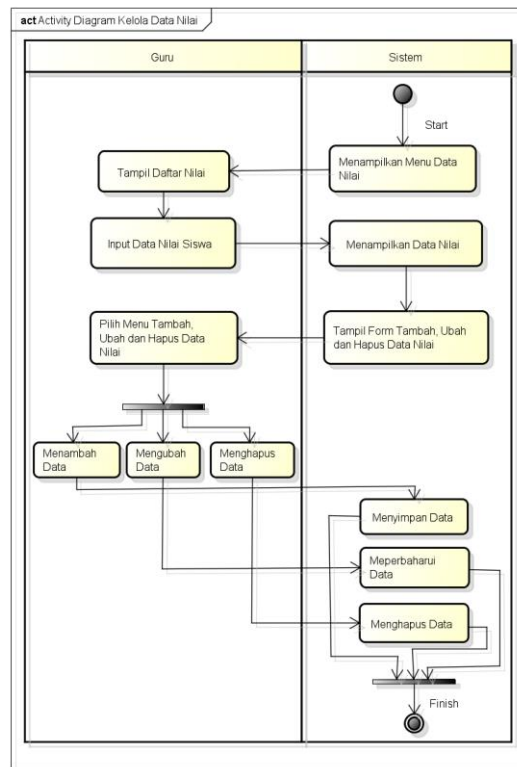 act Activity Diagram Kelola Data Nilai
Guru
Sistem
Start
Menampilkan Menu Data
Nilai
Tampil Daftar Nilai
Input Data Nilai Siswa
Menampilkan Data Nilai
Pilih Menu Tambah,
Ubah dan Hapus Data
Nilai
Tampil Form Tambah, Ubah
dan Hapus Data Nilai
Menambah
Data
Mengubah
Data
Menghapus
Data
Menyimpan Data
Meperbaharui
Data
Menghapus Data
Finish